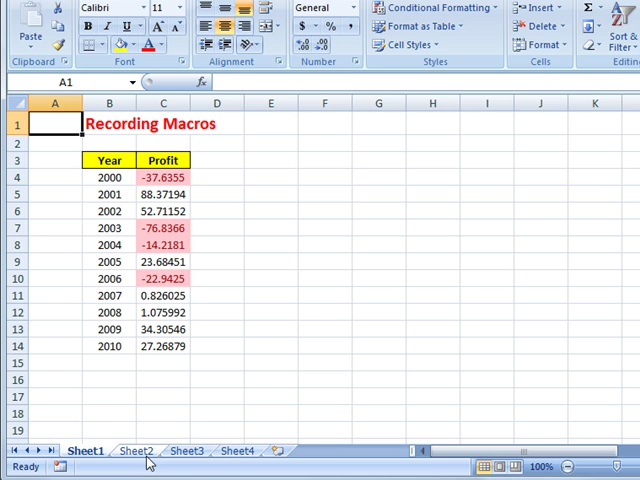 Calibri 11 General Conditional Formatting Insert Σ
Paste B I U A $ % , Format as Table Delete Sort &
Cell Styles Format Filter
Clipboard Font Alignment Number Styles Cells Editin
A1 fx
A B C D E F G H I J K
1 Recording Macros
2
3 Year Profit
4 2000 -37.6355
5 2001 88.37194
6 2002 52.71152
7 2003 -76.8366
8 2004 -14.2181
9 2005 23.68451
10 2006 -22.9425
11 2007 0.826025
12 2008 1.075992
13 2009 34.30546
14 2010 27.26879
15
16
17
18
19
Sheet1 Sheet2 Sheet3 Sheet4
Ready 100%